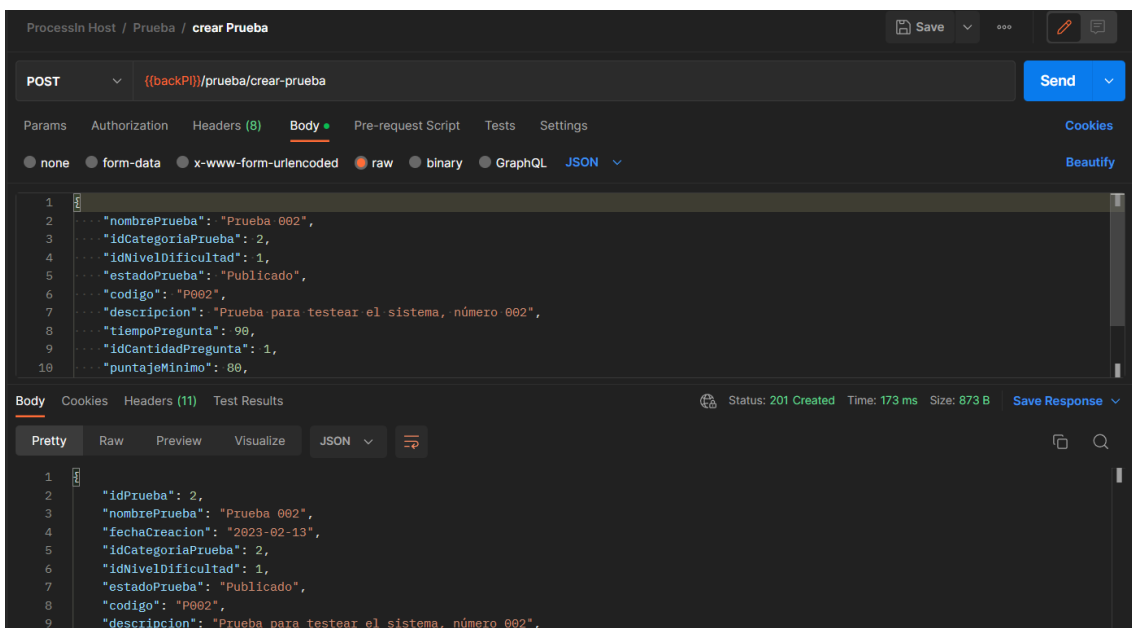 ProcessIn Host / Prueba / crear Prueba
Save
POST {{backPI}}/prueba/crear-prueba Send
Params Authorization Headers (8) Body Pre-request Script Tests Settings Cookies
none form-data x-www-form-urlencoded raw binary GraphQL JSON Beautify
1 {
2 "nombrePrueba": "Prueba 002",
3 "idCategoriaPrueba": 2,
4 "idNivelDificultad": 1,
5 "estadoPrueba": "Publicado",
6 "codigo": "P002",
7 "descripcion": "Prueba para testear el sistema, número 002",
8 "tiempoPregunta": 90,
9 "idCantidadPregunta": 1,
10 "puntajeMinimo": 80,
Body Cookies Headers (11) Test Results Status: 201 Created Time: 173 ms Size: 873 B Save Response
Pretty Raw Preview Visualize JSON
1 {
2 "idPrueba": 2,
3 "nombrePrueba": "Prueba 002",
4 "fechaCreacion": "2023-02-13",
5 "idCategoriaPrueba": 2,
6 "idNivelDificultad": 1,
7 "estadoPrueba": "Publicado",
8 "codigo": "P002",
9 "descripcion": "Prueba para testear el sistema, número 002",